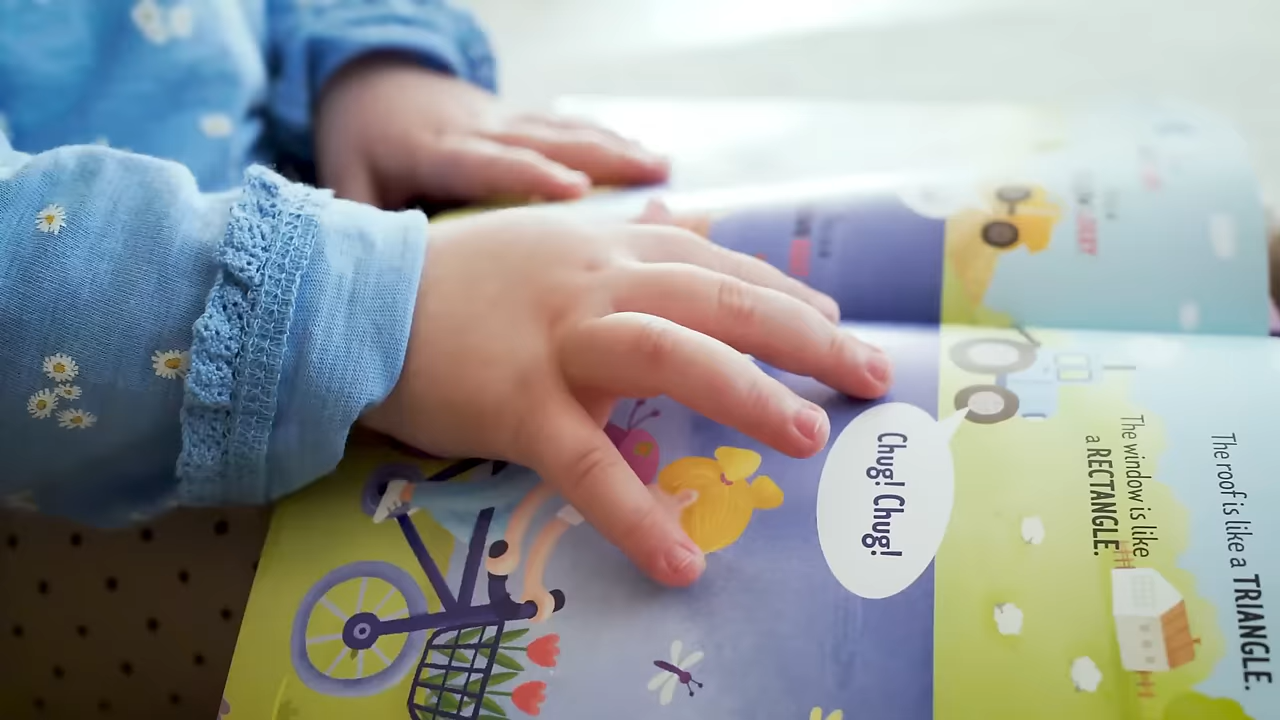 The roof is like a TRIANGLE.
The window is like
a RECTANGLE.
Chug! Chug!